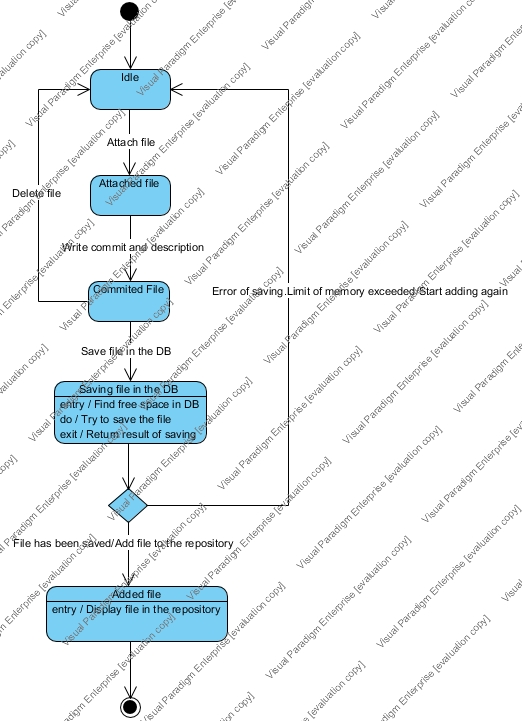 Idle
Attach file
Attached file
Delete file
Write commit and description
Commited File
Error of saving.Limit of memory exceeded/Start adding again
Save file in the DB
Saving file in the DB
entry / Find free space in DB
do / Try to save the file
exit / Return result of saving
File has been saved/Add file to the repository
Added file
entry / Display file in the repository
Visual Paradigm Enterprise [evaluation copy]